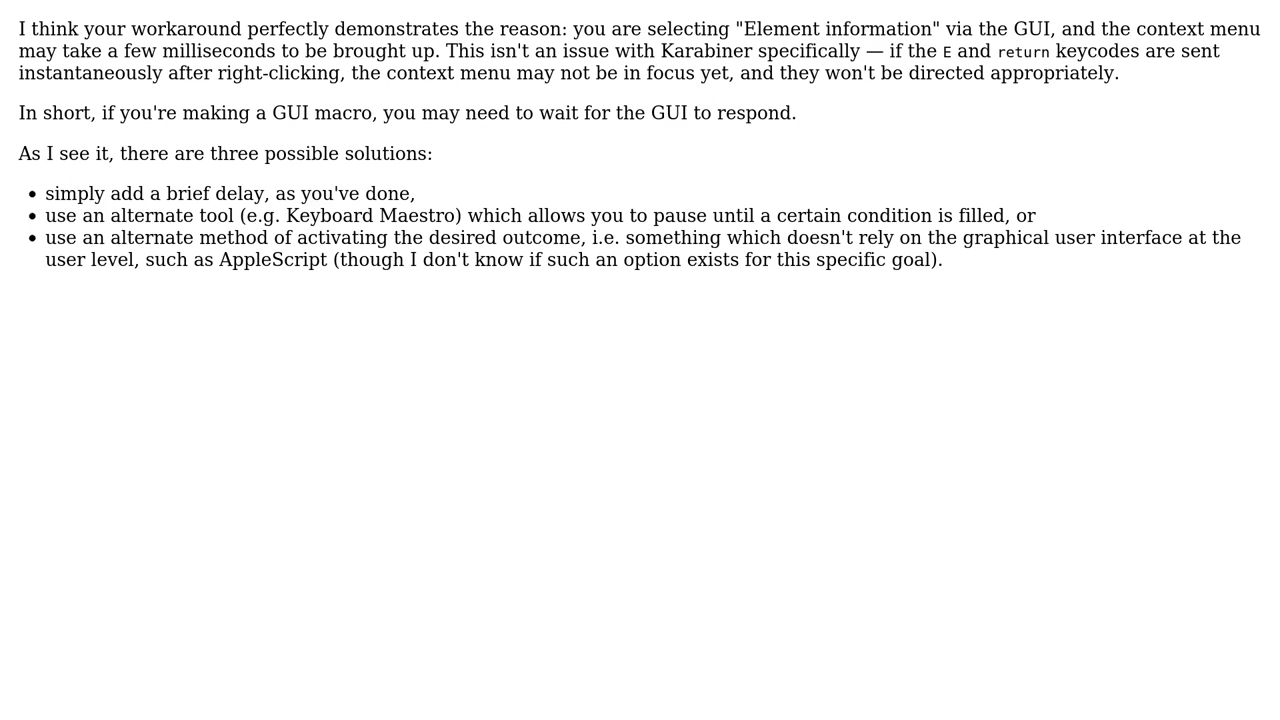 I think your workaround perfectly demonstrates the reason: you are selecting "Element information" via the GUI, and the context menu
may take a few milliseconds to be brought up. This isn't an issue with Karabiner specifically — if the E and return keycodes are sent
instantaneously after right-clicking, the context menu may not be in focus yet, and they won't be directed appropriately.
In short, if you're making a GUI macro, you may need to wait for the GUI to respond.
As I see it, there are three possible solutions:
• simply add a brief delay, as you've done,
• use an alternate tool (e.g. Keyboard Maestro) which allows you to pause until a certain condition is filled, or
• use an alternate method of activating the desired outcome, i.e. something which doesn't rely on the graphical user interface at the
user level, such as AppleScript (though I don't know if such an option exists for this specific goal).